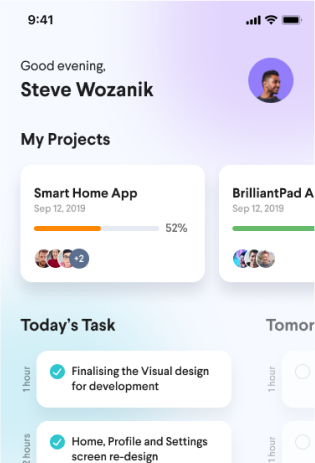 9:41
Good evening,
Steve Wozanik
My Projects
Smart Home App
Sep 12, 2019
52%
+2
BrilliantPad A
Sep 12, 2019
Today's Task
Tomor
1 hour
Finalising the Visual design
for development
1 hour
2 hours
Home, Profile and Settings
screen re-design
1 hour